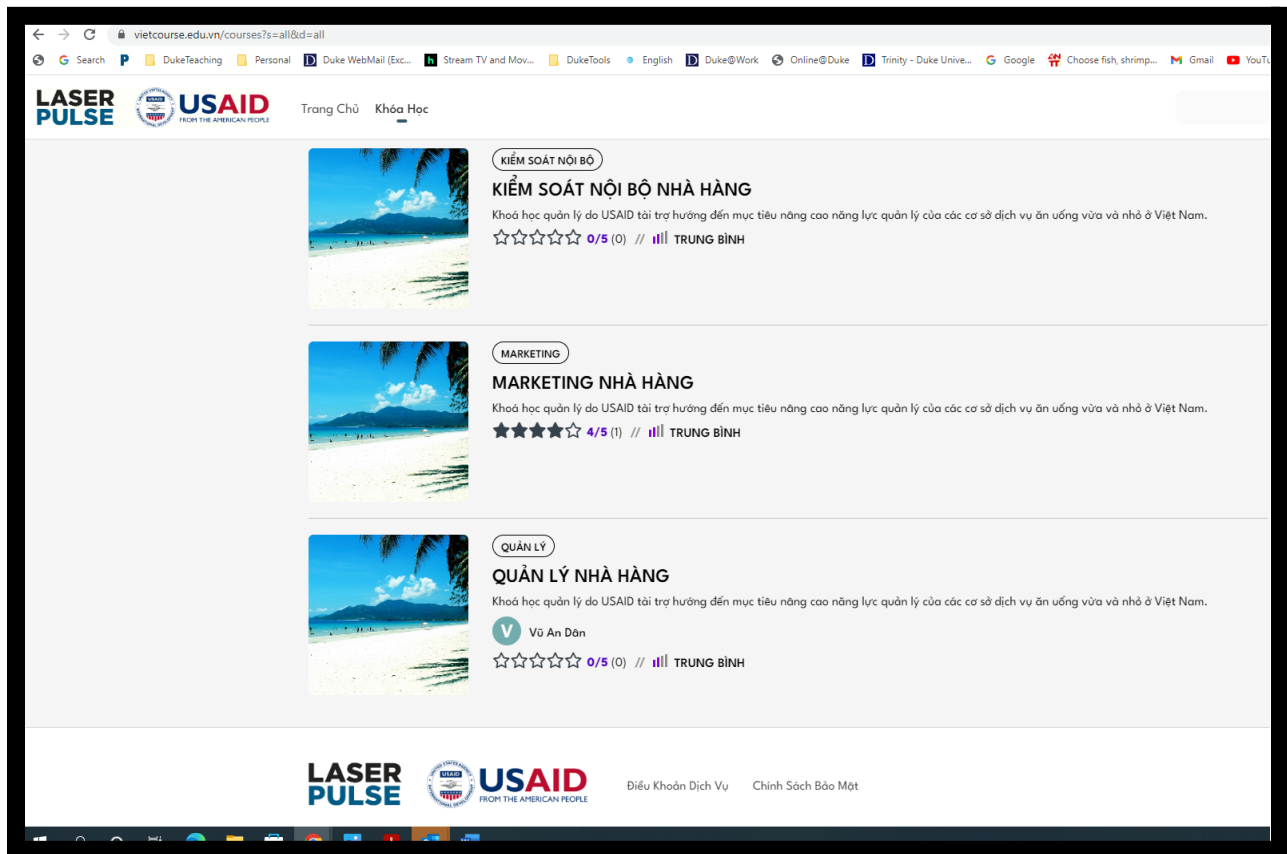 vietcourse.edu.vn/courses?s=all&d=all
Search DukeTeaching Personal Duke WebMail (Exc... Stream TV and Mov... DukeTools English Duke@Work Online@Duke Trinity - Duke Unive... Google Choose fish, shrimp... Gmail YouTu
LASER PULSE
USAID
FROM THE AMERICAN PEOPLE
Trang Chủ Khóa Học
KIỂM SOÁT NỘI BỘ
KIỂM SOÁT NỘI BỘ NHÀ HÀNG
Khoá học quản lý do USAID tài trợ hướng đến mục tiêu nâng cao năng lực quản lý của các cơ sở dịch vụ ăn uống vừa và nhỏ ở Việt Nam.
0/5 (0) // TRUNG BÌNH
MARKETING
MARKETING NHÀ HÀNG
Khoá học quản lý do USAID tài trợ hướng đến mục tiêu nâng cao năng lực quản lý của các cơ sở dịch vụ ăn uống vừa và nhỏ ở Việt Nam.
4/5 (1) // TRUNG BÌNH
QUẢN LÝ
QUẢN LÝ NHÀ HÀNG
Khoá học quản lý do USAID tài trợ hướng đến mục tiêu nâng cao năng lực quản lý của các cơ sở dịch vụ ăn uống vừa và nhỏ ở Việt Nam.
V Vũ An Dân
0/5 (0) // TRUNG BÌNH
LASER PULSE
USAID
FROM THE AMERICAN PEOPLE
Điều Khoản Dịch Vụ Chính Sách Bảo Mật